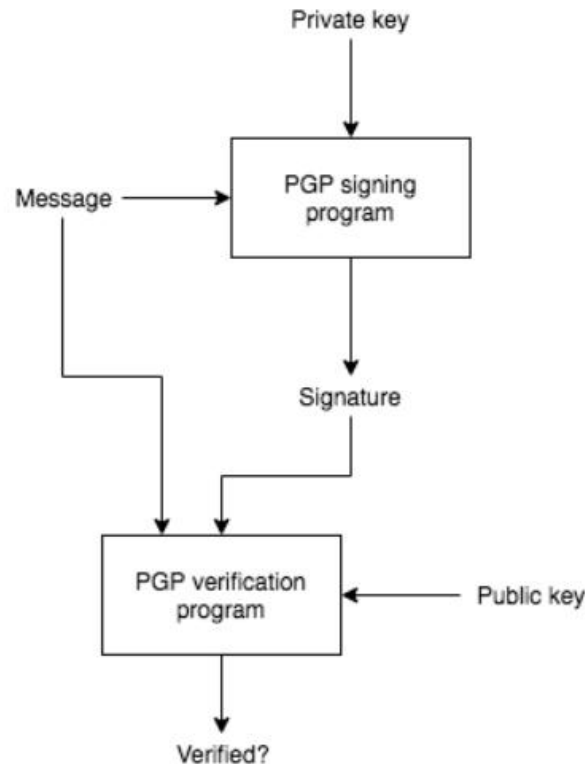 Private key
PGP signing
program
Message
Signature
PGP verification
program
Public key
Verified?